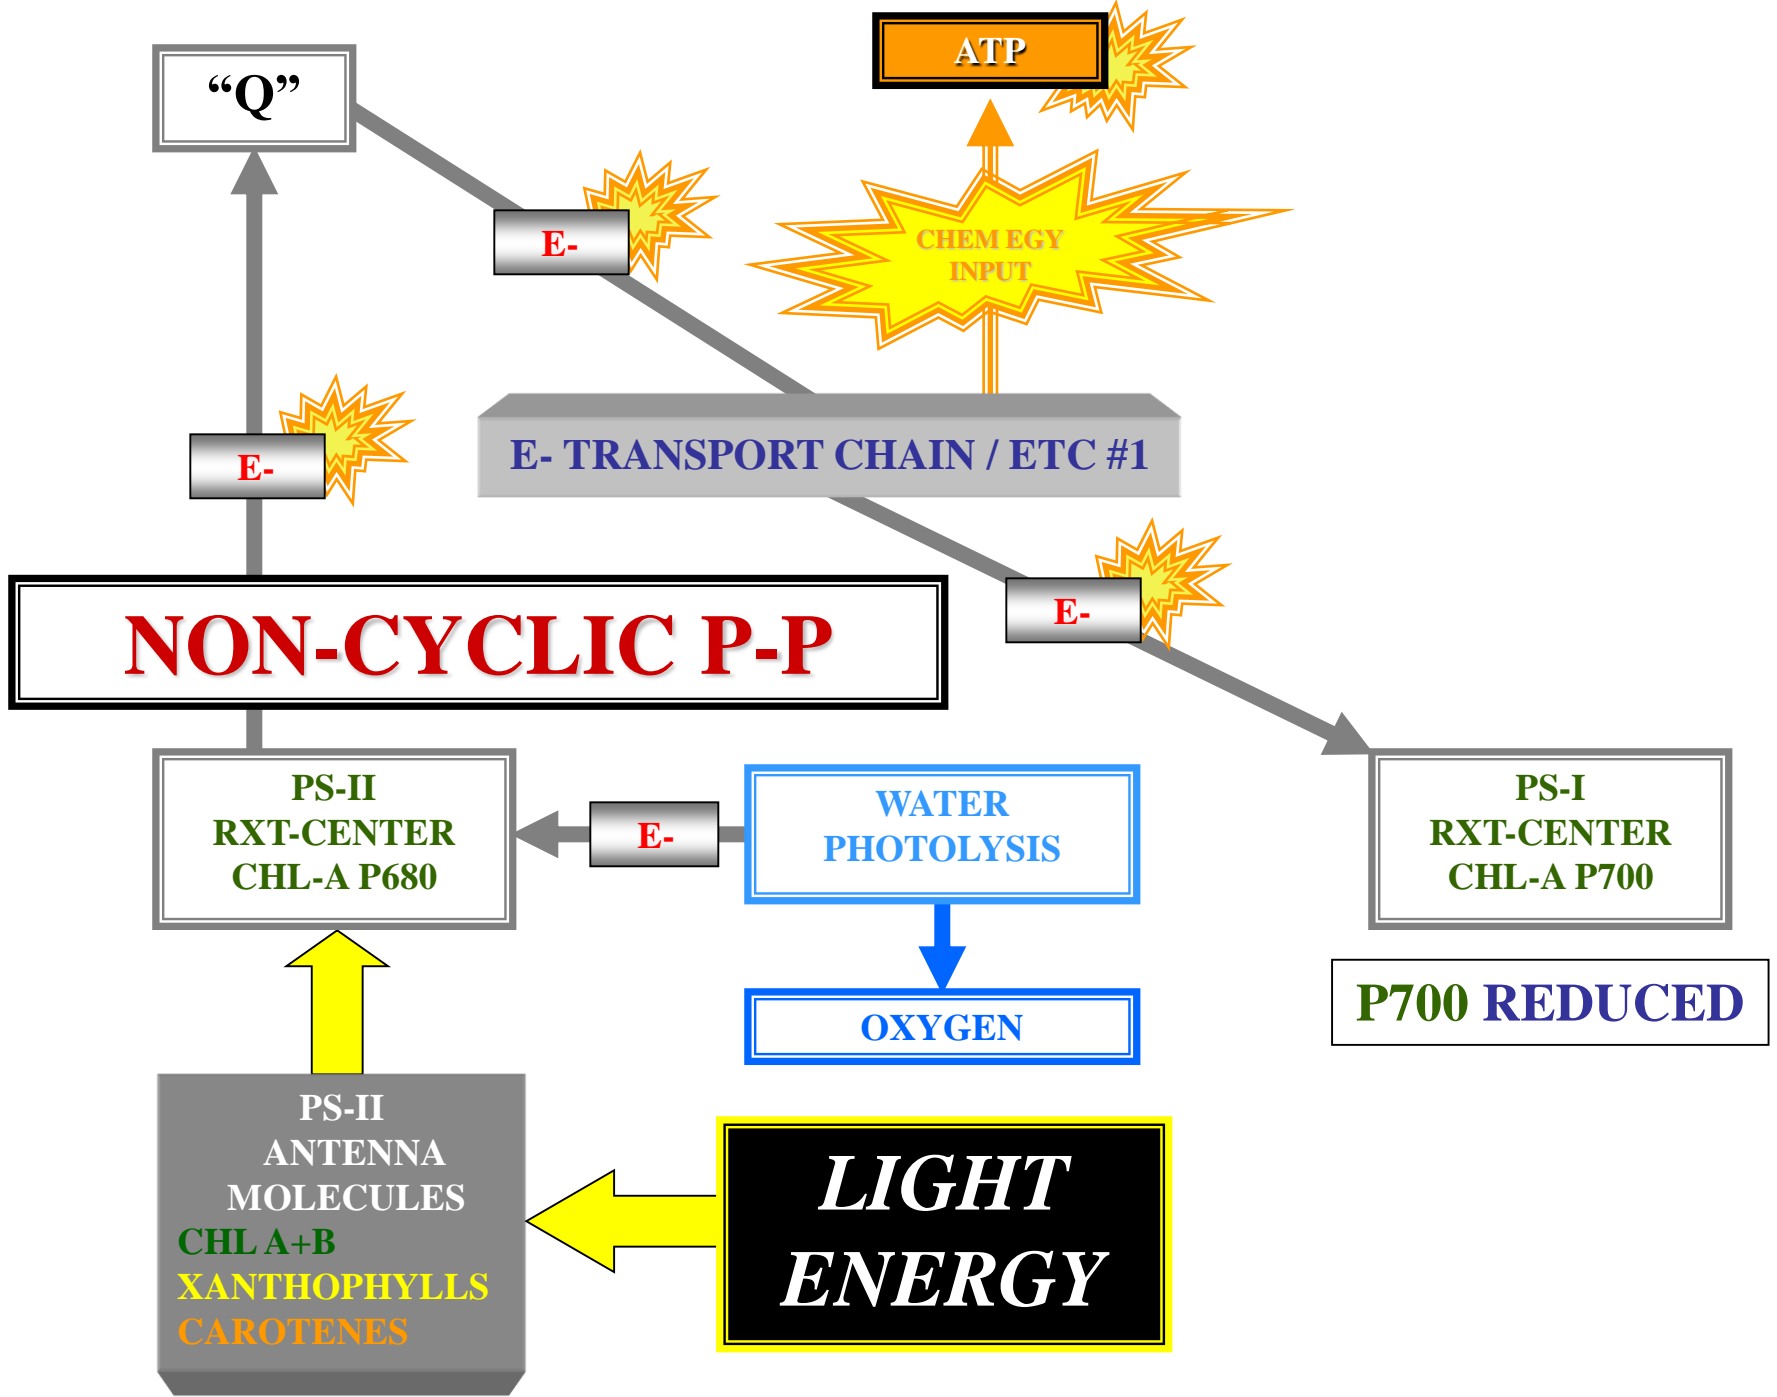 ATP
“Q”
E-
CHEM EGY
INPUT
E- TRANSPORT CHAIN / ETC #1
E-
E-
NON-CYCLIC P-P
PS-II
RXT-CENTER
CHL-A P680
E-
WATER
PHOTOLYSIS
PS-I
RXT-CENTER
CHL-A P700
P700 REDUCED
OXYGEN
PS-II
ANTENNA
MOLECULES
CHL A+B
XANTHOPHYLLS
CAROTENES
LIGHT
ENERGY